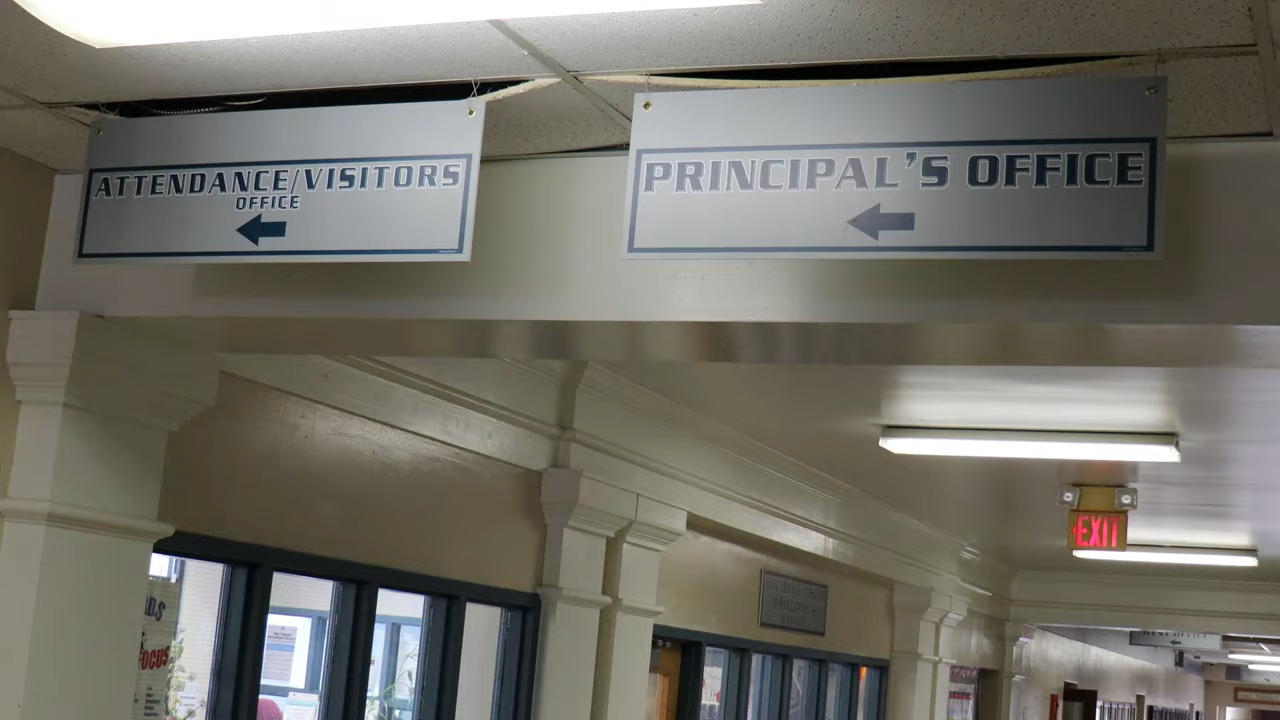 ATTENDANCE/VISITORS
OFFICE
PRINCIPAL'S OFFICE
EXIT
FOCUS